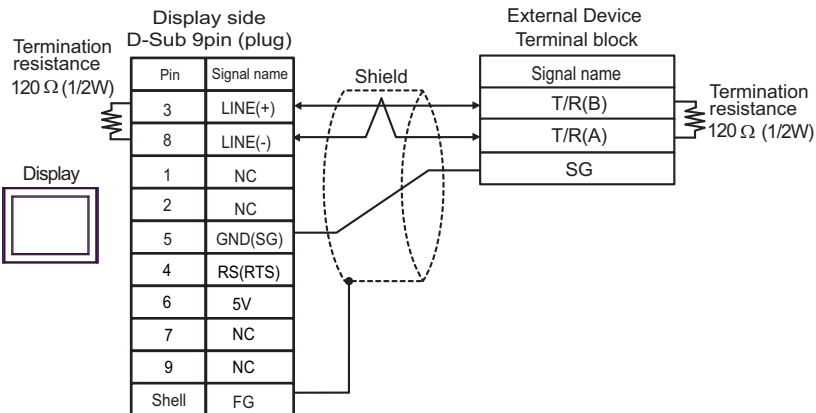 Display side
D-Sub 9pin (plug)
External Device
Terminal block
Termination
resistance
120 Ω (1/2W)
Pin Signal name
Shield
Signal name
Termination
resistance
120 Ω (1/2W)
3 LINE(+)
T/R(B)
8 LINE(-)
T/R(A)
Display
1 NC
SG
2 NC
5 GND(SG)
4 RS(RTS)
6 5V
7 NC
9 NC
Shell FG